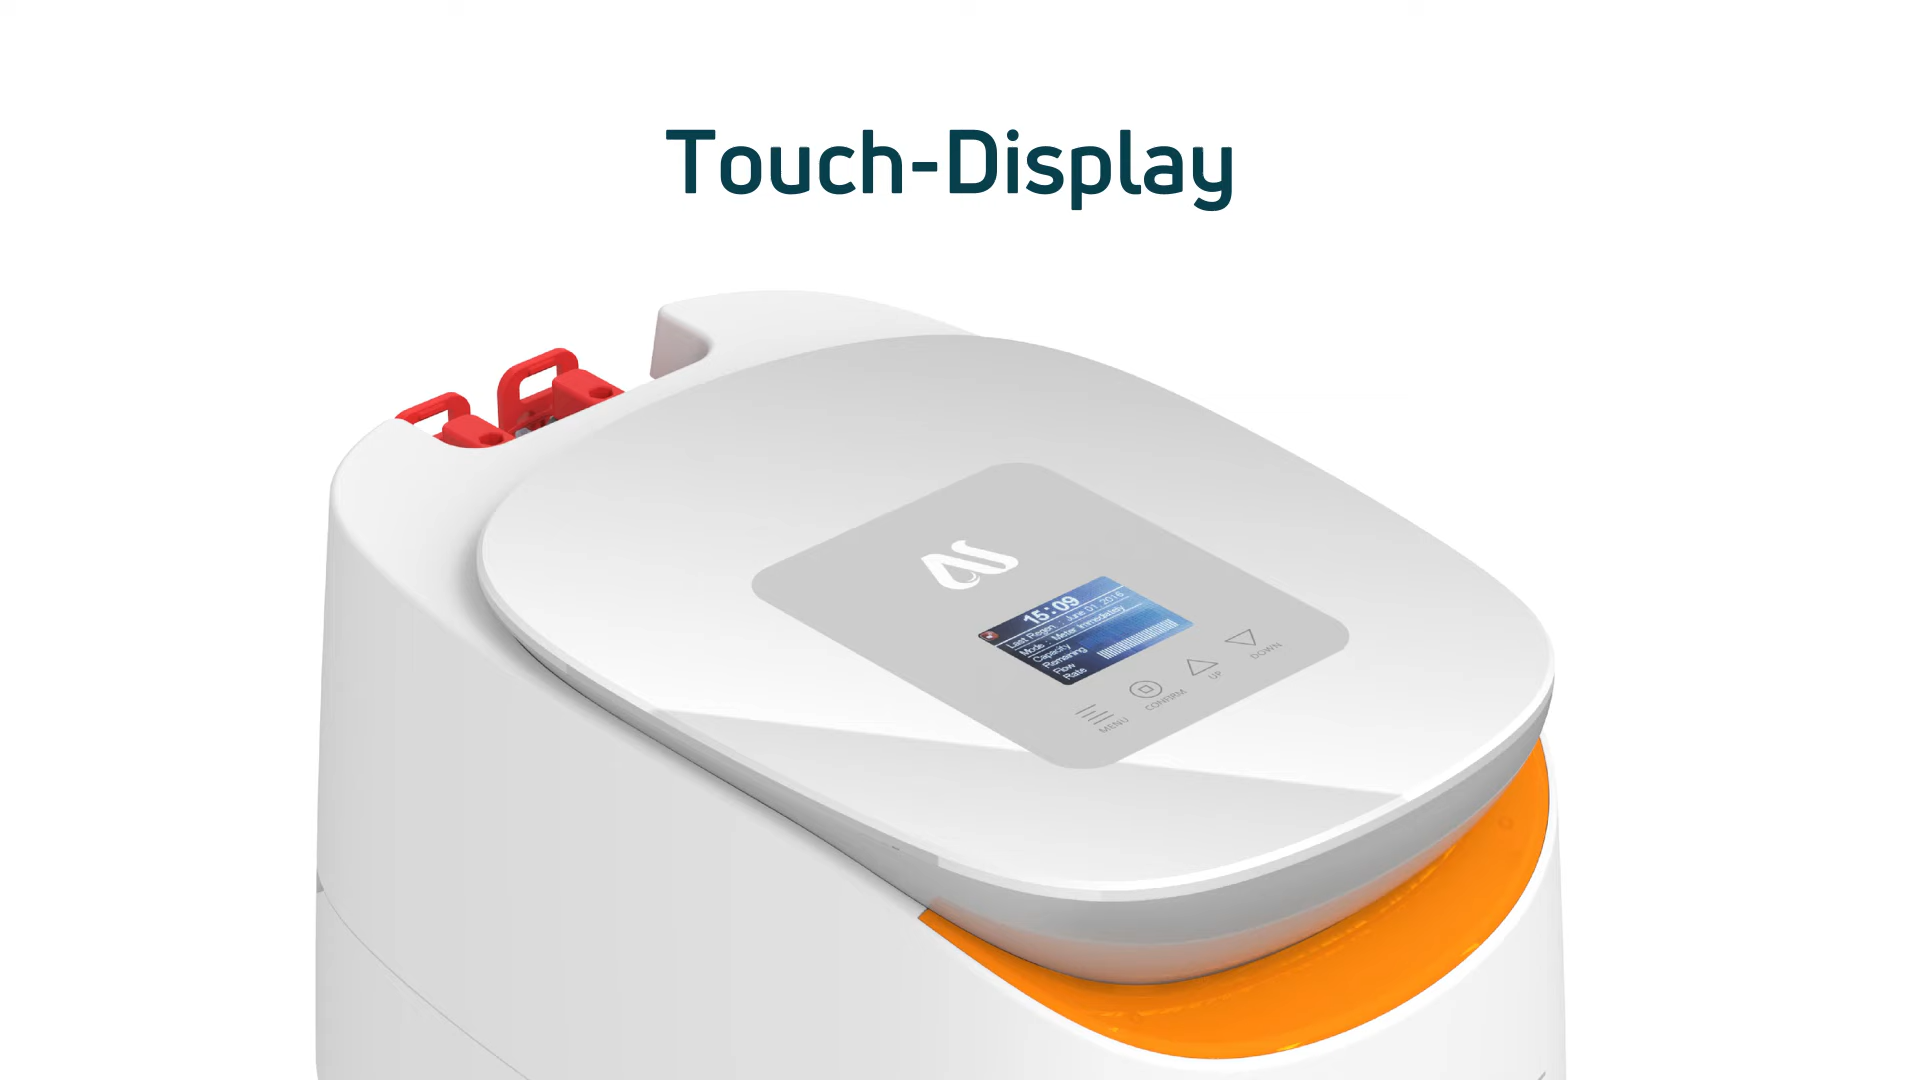 Touch-Display
15:09
Last Regen. : June 01, 2016
Mode : Meter Immediately
Capacity
Remaining
Flow
Rate
MENU
CONFIRM
UP
DOWN